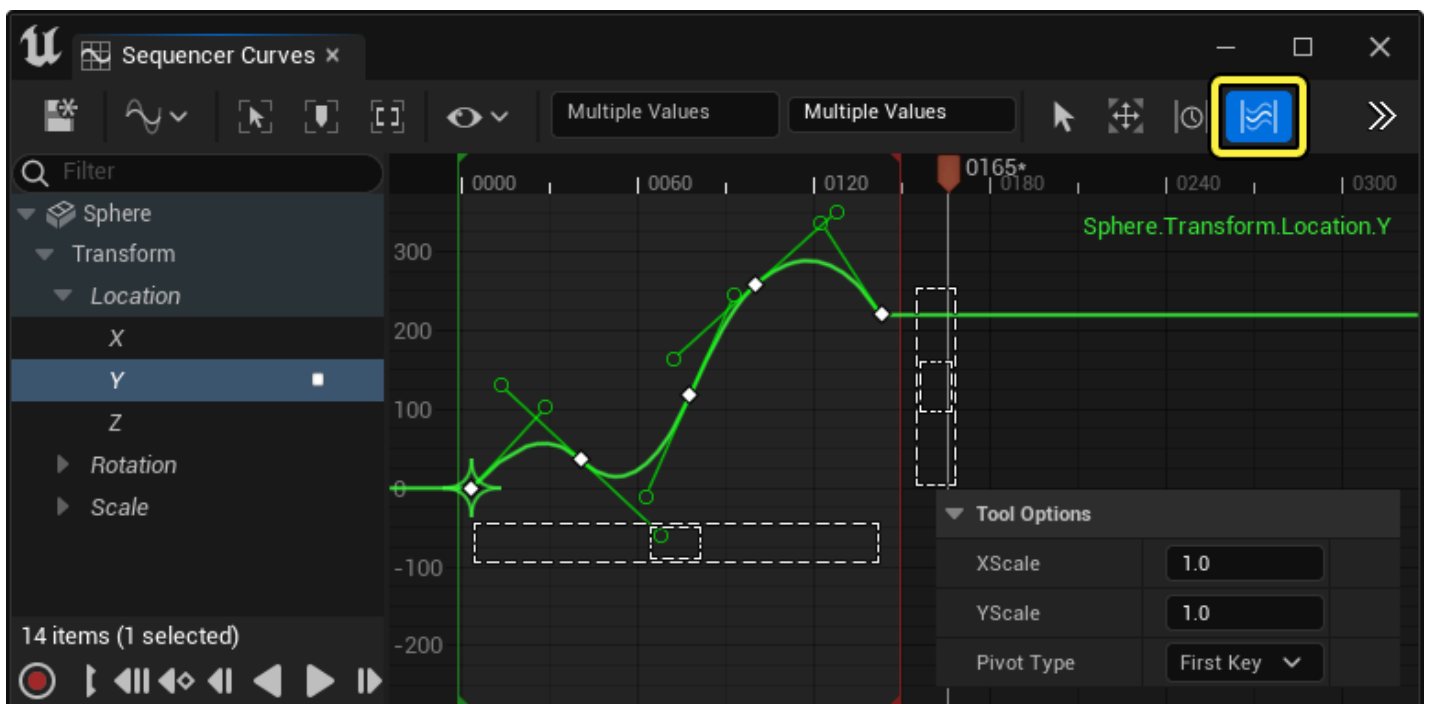 Sequencer Curves ×
Multiple Values Multiple Values
Filter
0000 0060 0120 0165* 0180 0240 0300
Sphere
Sphere.Transform.Location.Y
Transform
300
Location
200
X
Y
100
Z
Rotation
0
Scale
Tool Options
-100
XScale 1.0
YScale 1.0
14 items (1 selected)
-200
Pivot Type First Key